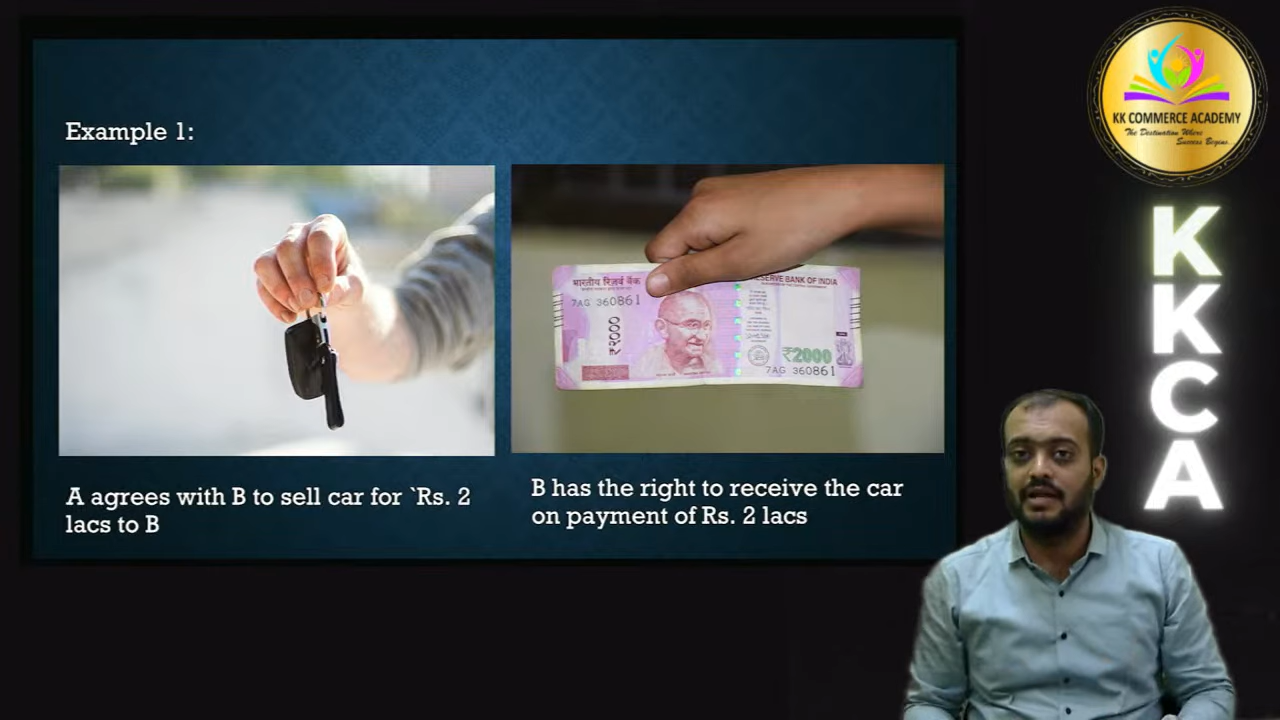 Example 1:
भारतीय रिज़र्व बैंक
7AG 360861
₹2000
SERVE BANK OF INDIA
₹2000
7AG 360861
A agrees with B to sell car for `Rs. 2
lacs to B
B has the right to receive the car
on payment of Rs. 2 lacs
KK COMMERCE ACADEMY
The Destination Where
Success Begins...
K
K
C
A